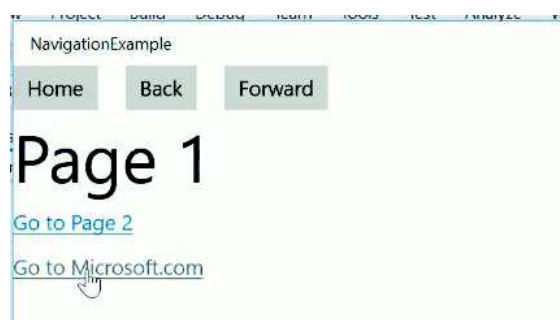 NavigationExample
Home Back Forward
Page 1
Go to Page 2
Go to Microsoft.com